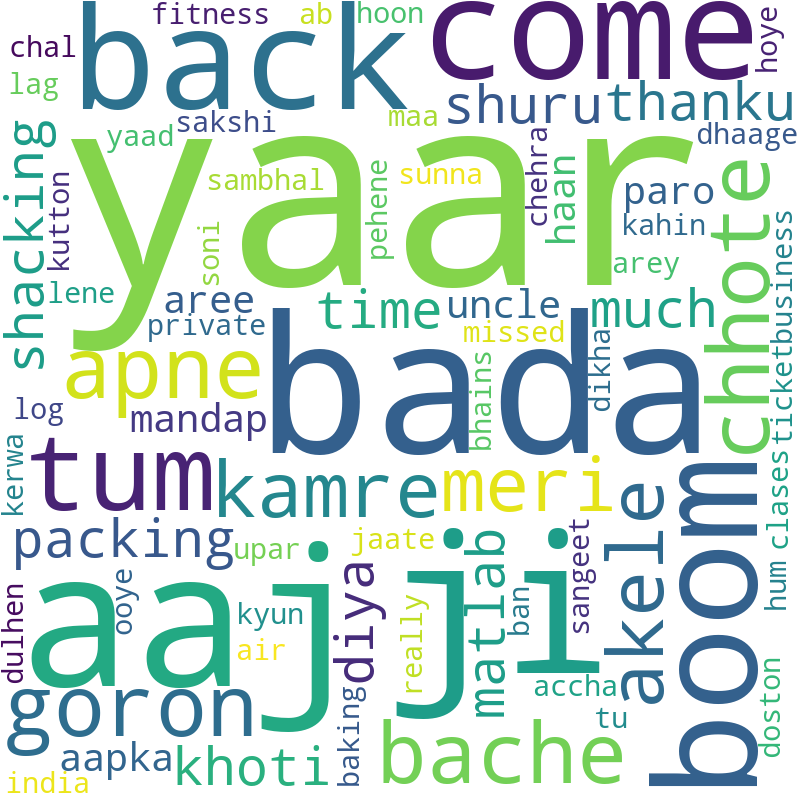 fitness ab hoon
back come
chal hoye
lag shuru thanku
yaad sakshi maa dhaage
yaar
shacking kutton sambhal sunna chehra haan chhote
soni pehene paro
kahin
lene arey
aree time uncle much
private missed
apne bada
log mandap bhains dikha ticketbusiness
kerwa tum kamre meri
packing upar jaate matlab akele boom clases
aaj ji
dulhen ooye kyun diya really ban sangeet hum
air
goron accha
tu doston
aapka khoti baking bache
india